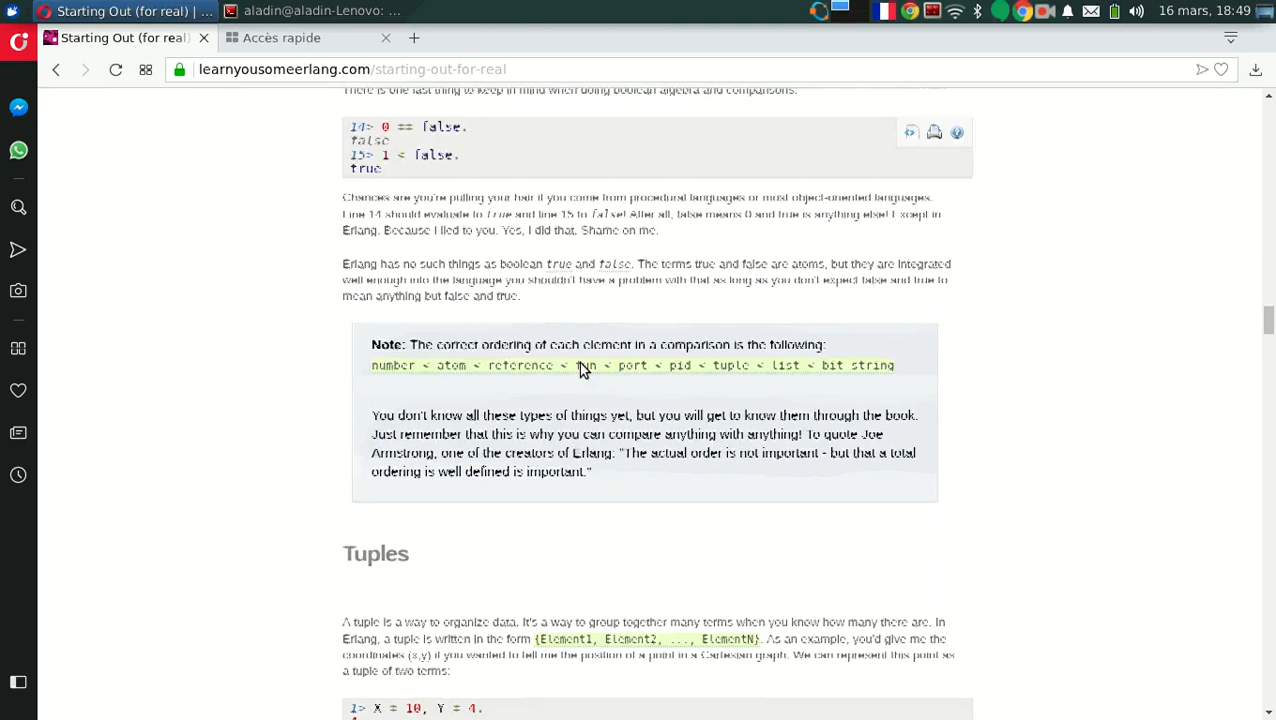 Starting Out (for real) | ...
aladin@aladin-Lenovo: ...
16 mars, 18:49
Starting Out (for real)
Accès rapide
learnyousomeerlang.com/starting-out-for-real
There is one last thing to keep in mind when doing boolean algebra and comparisons:
14> 0 == false.
false
15> 1 < false.
true
Chances are you're pulling your hair if you come from procedural languages or most object-oriented languages.
Line 14 should evaluate to true and line 15 to false! After all, false means 0 and true is anything else! Except in
Erlang. Because I lied to you. Yes, I did that. Shame on me.
Erlang has no such things as boolean true and false. The terms true and false are atoms, but they are integrated
well enough into the language you shouldn't have a problem with that as long as you don't expect false and true to
mean anything but false and true.
Note: The correct ordering of each element in a comparison is the following:
number < atom < reference < fun < port < pid < tuple < list < bit string
You don't know all these types of things yet, but you will get to know them through the book.
Just remember that this is why you can compare anything with anything! To quote Joe
Armstrong, one of the creators of Erlang: "The actual order is not important - but that a total
ordering is well defined is important."
Tuples
A tuple is a way to organize data. It's a way to group together many terms when you know how many there are. In
Erlang, a tuple is written in the form {Element1, Element2, ..., ElementN}. As an example, you'd give me the
coordinates (x,y) if you wanted to tell me the position of a point in a Cartesian graph. We can represent this point as
a tuple of two terms:
1> X = 10, Y = 4.
4